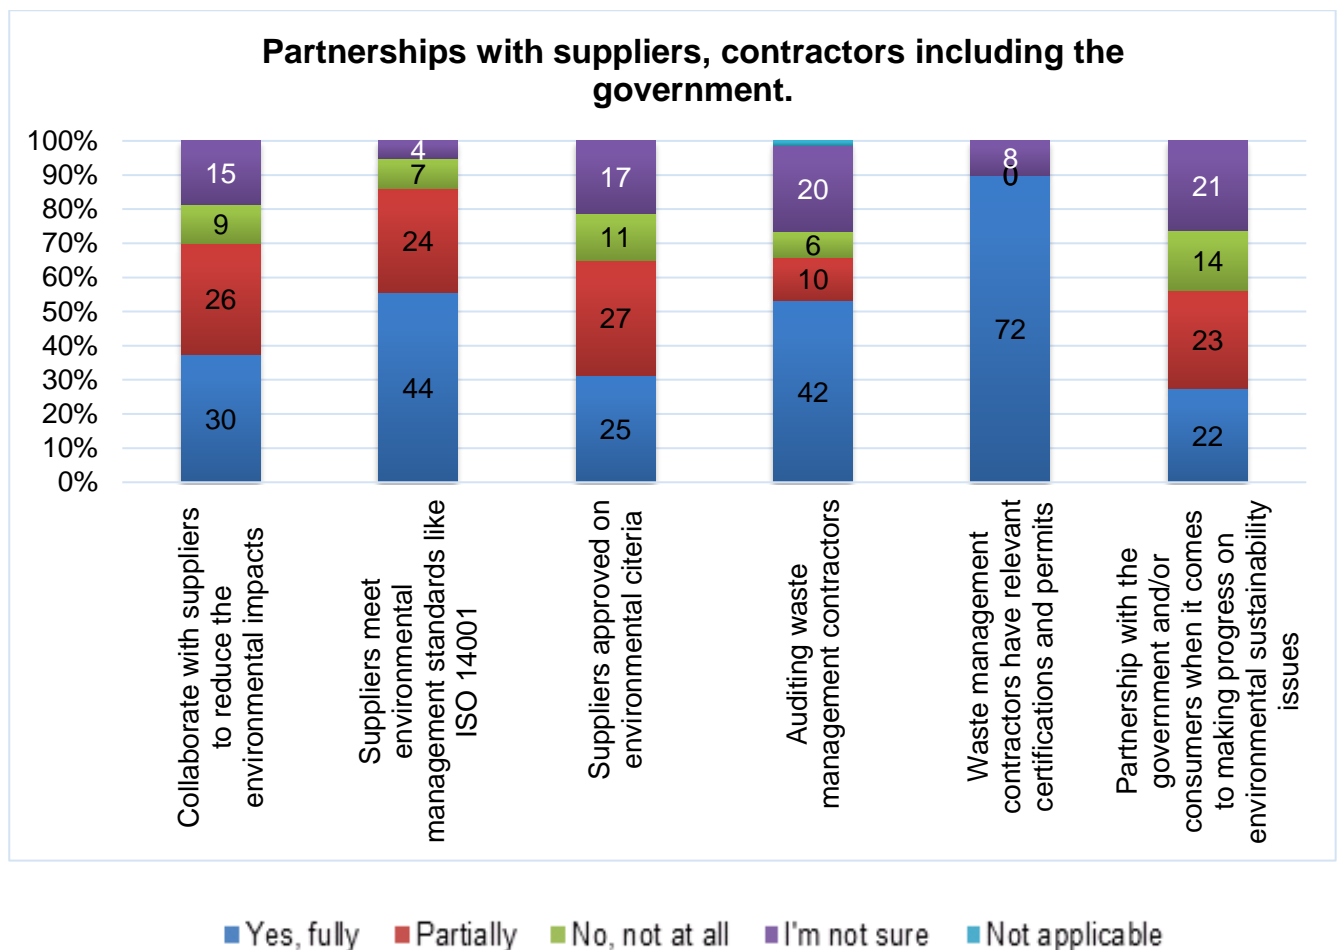 Partnerships with suppliers, contractors including the
government.
100%
90%
80%
70%
60%
50%
40%
30%
20%
10%
0%
15
9
26
30
4
7
24
44
17
11
27
25
20
6
10
42
8
0
72
21
14
23
22
Collaborate with suppliers
to reduce the
environmental impacts
Suppliers meet
environmental
management standards like
ISO 14001
Suppliers approved on
environmental citeria
Auditing waste
management contractors
Waste management
contractors have relevant
certifications and permits
Partnership with the
government and/or
consumers when it comes
to making progress on
environmental sustainability
issues
Yes, fully Partially No, not at all I'm not sure Not applicable